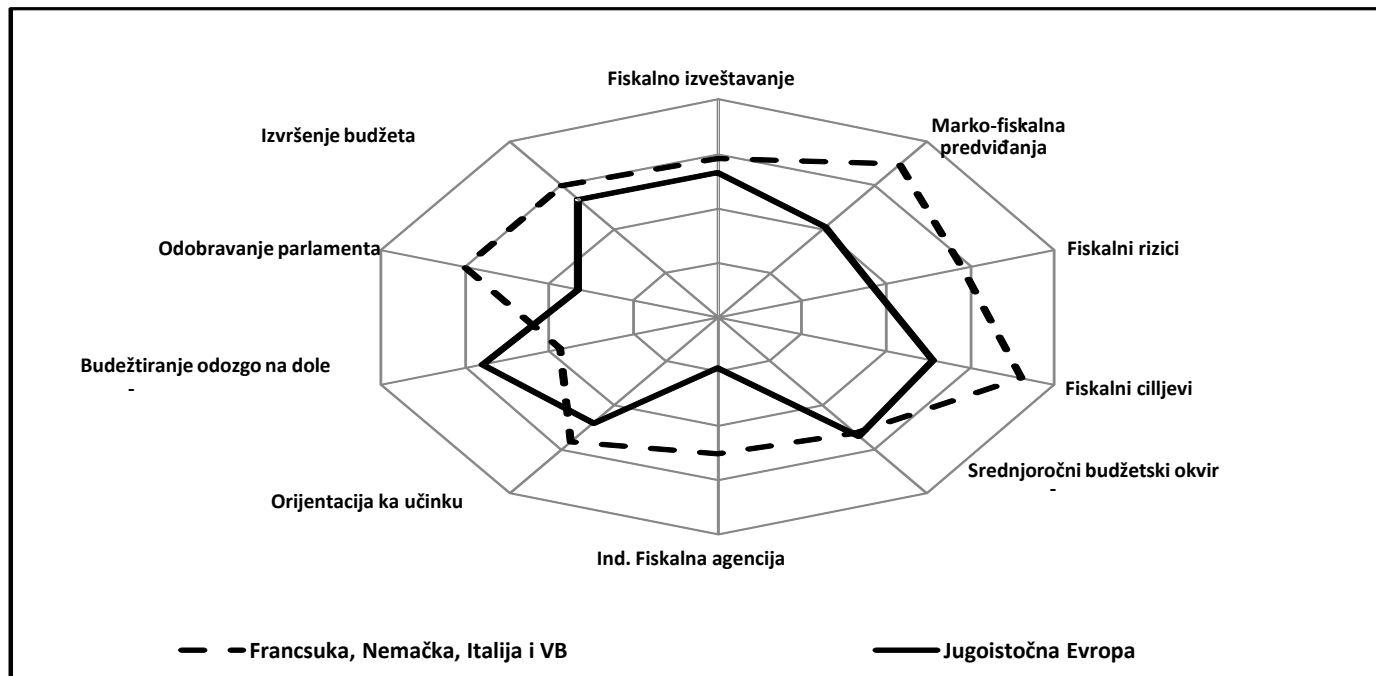 Fiskalno izveštavanje
Marko-fiskalna
predviđanja
Izvršenje budžeta
Odobravanje parlamenta
Fiskalni rizici
Budežtiranje odozgo na dole
-
Fiskalni cilljevi
Srednjoročni budžetski okvir
-
Orijentacija ka učinku
Ind. Fiskalna agencija
Francsuka, Nemačka, Italija i VB
Jugoistočna Evropa